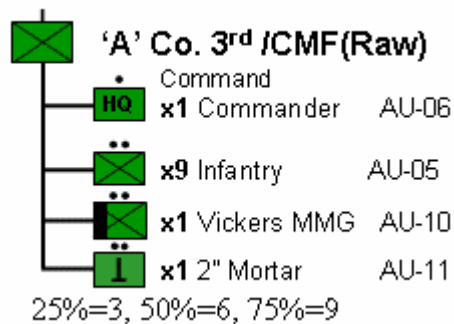 ‘A’ Co. 3rd /CMF(Raw)
Command
HQ x1 Commander AU-06
x9 Infantry AU-05
x1 Vickers MMG AU-10
x1 2" Mortar AU-11
25%=3, 50%=6, 75%=9